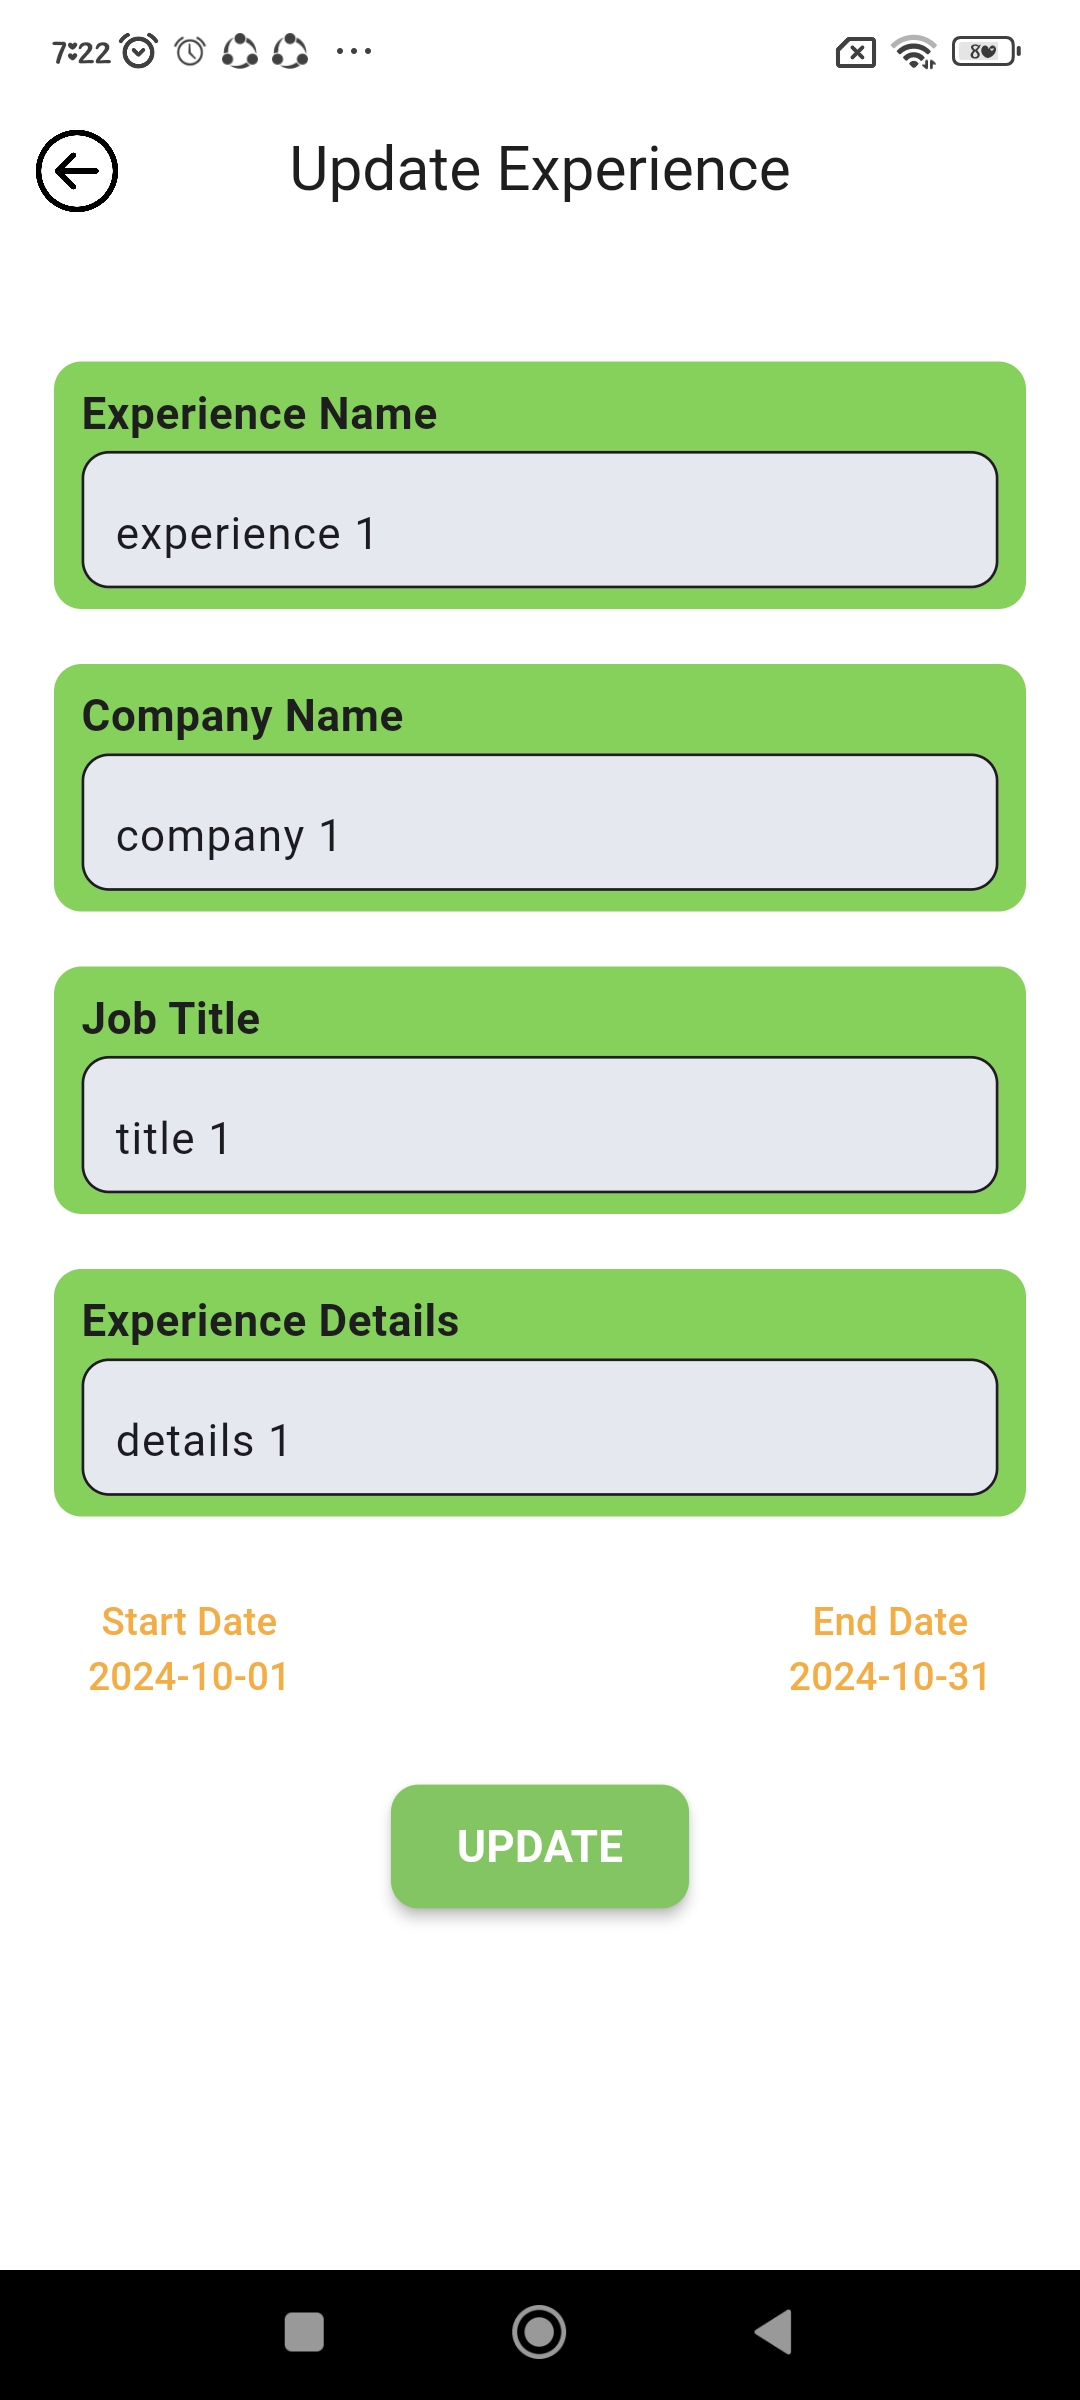 7:22
Update Experience
Experience Name
experience 1
Company Name
company 1
Job Title
title 1
Experience Details
details 1
Start Date
2024-10-01
End Date
2024-10-31
UPDATE